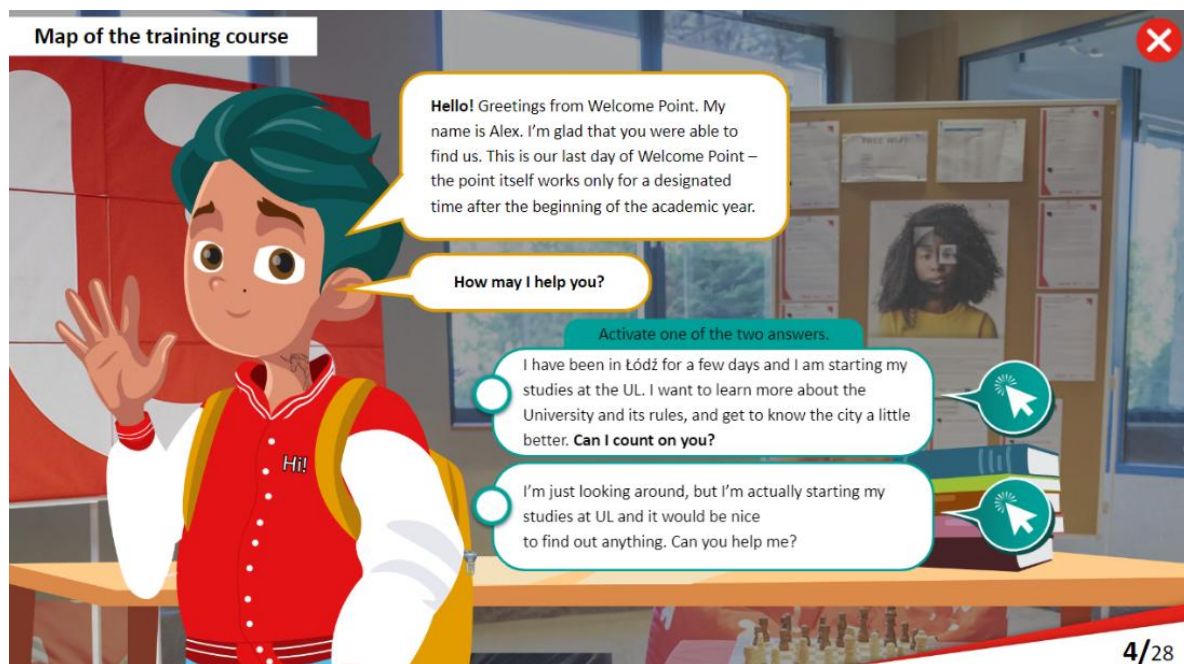 Map of the training course
Hello! Greetings from Welcome Point. My
name is Alex. I'm glad that you were able to
find us. This is our last day of Welcome Point –
the point itself works only for a designated
time after the beginning of the academic year.
How may I help you?
Activate one of the two answers.
I have been in Łódź for a few days and I am starting my
studies at the UL. I want to learn more about the
University and its rules, and get to know the city a little
better. Can I count on you?
I'm just looking around, but I'm actually starting my
studies at UL and it would be nice
to find out anything. Can you help me?
Hi!
FREE WIFI
4/28